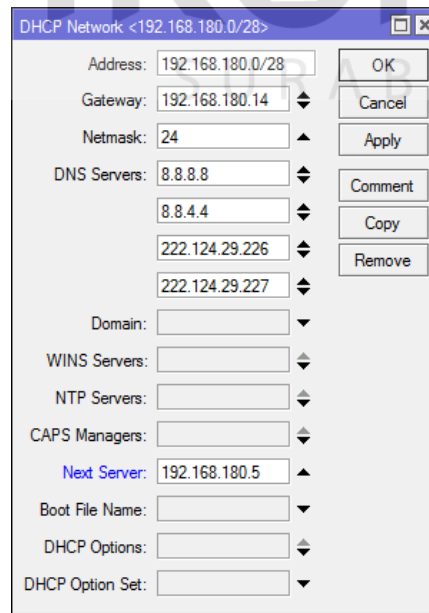 DHCP Network <192.168.180.0/28>
Address: 192.168.180.0/28 OK
Gateway: 192.168.180.14 Cancel
Netmask: 24 Apply
DNS Servers: 8.8.8.8 Comment
8.8.4.4 Copy
222.124.29.226 Remove
222.124.29.227
Domain:
WINS Servers:
NTP Servers:
CAPS Managers:
Next Server: 192.168.180.5
Boot File Name:
DHCP Options:
DHCP Option Set:
SURAB